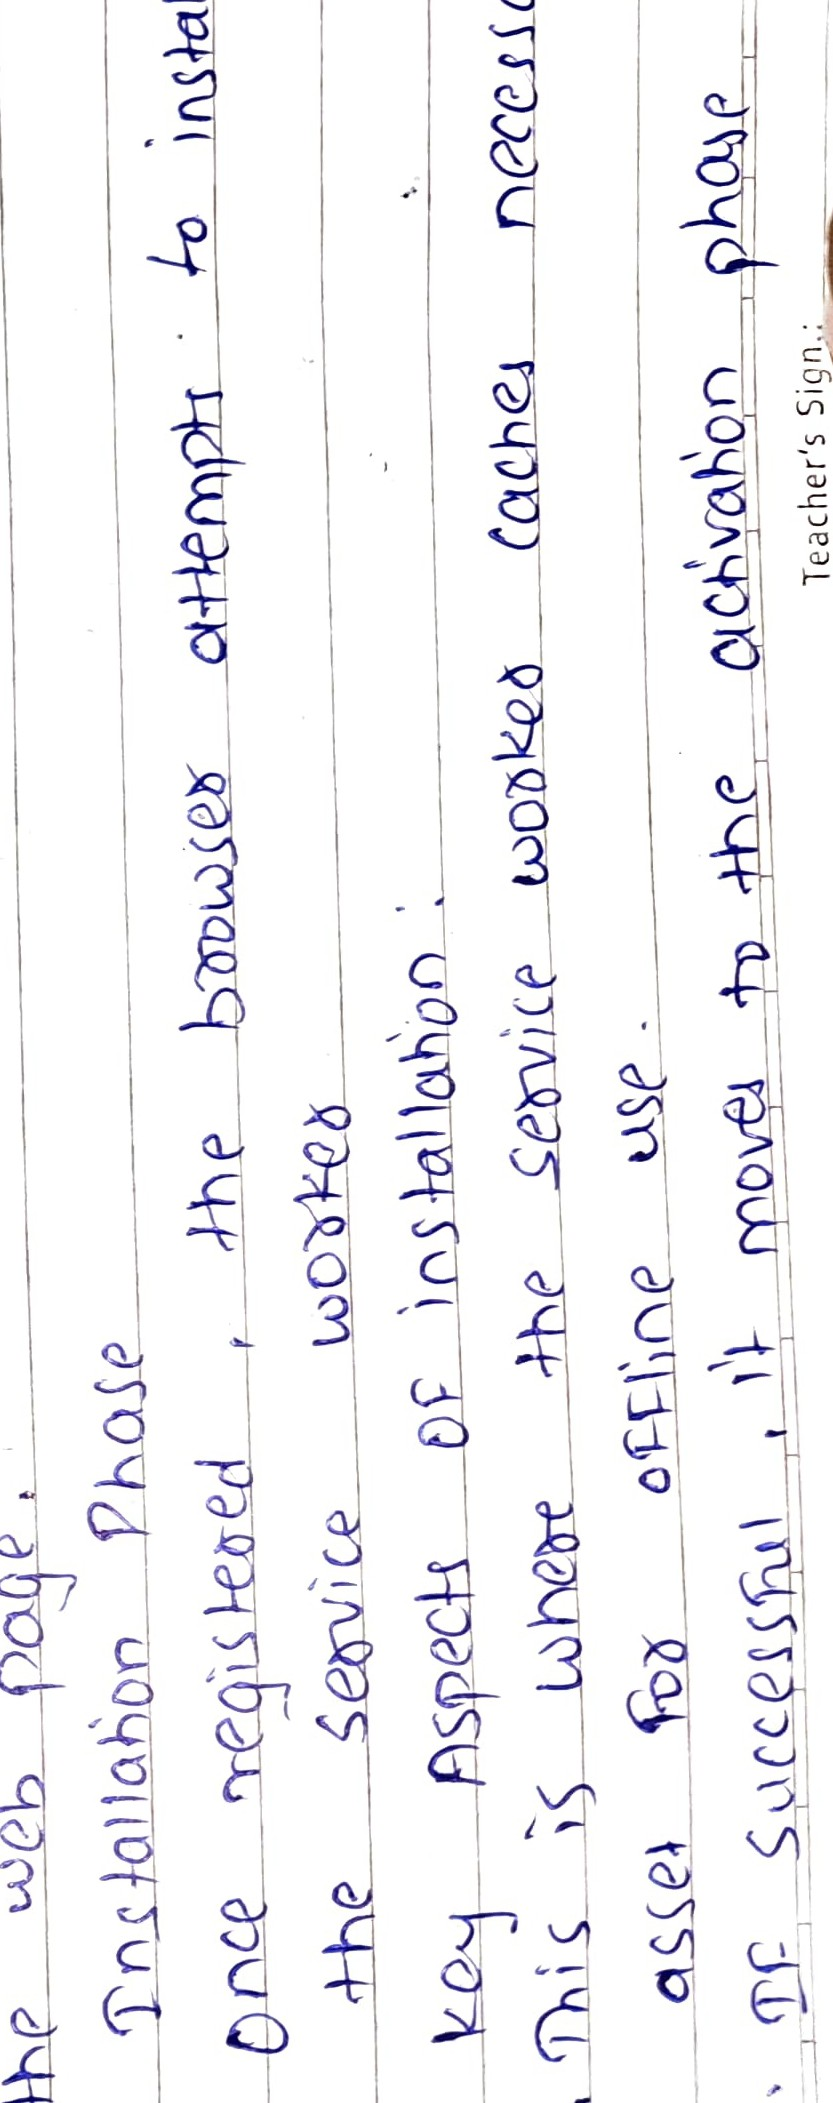 the web page.
Installation Phase
Once registered, the browser attempts to instal
the service worker
Key Aspects of installation:
. This is where the service worker caches necess
asset for offline use.
. If successful, it moves to the activation phase
Teacher's Sign.: